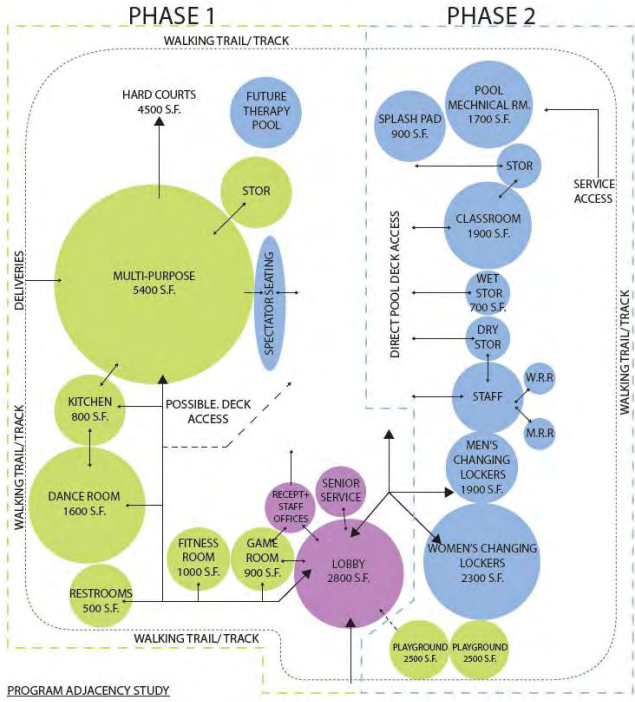 PHASE 1
PHASE 2
WALKING TRAIL/ TRACK
HARD COURTS
4500 S.F.
FUTURE
THERAPY
POOL
SPLASH PAD
900 S.F.
POOL
MECHNICAL RM.
1700 S.F.
STOR
STOR
SERVICE
ACCESS
CLASSROOM
1900 S.F.
DELIVERIES
MULTI-PURPOSE
5400 S.F.
SPECTATOR SEATING
DIRECT POOL DECK ACCESS
WET
STOR
700 S.F.
DRY
STOR
WALKING TRAIL/ TRACK
W.R.R
STAFF
M.R.R
KITCHEN
800 S.F.
POSSIBLE. DECK
ACCESS
WALKING TRAIL/ TRACK
MEN'S
CHANGING
LOCKERS
1900 S.F.
DANCE ROOM
1600 S.F.
RECEPT+
STAFF
OFFICES
SENIOR
SERVICE
FITNESS
ROOM
1000 S.F.
GAME
ROOM
900 S.F.
LOBBY
2800 S.F.
WOMEN'S CHANGING
LOCKERS
2300 S.F.
RESTROOMS
500 S.F.
WALKING TRAIL/ TRACK
PLAYGROUND
2500 S.F.
PLAYGROUND
2500 S.F.
PROGRAM ADJACENCY STUDY